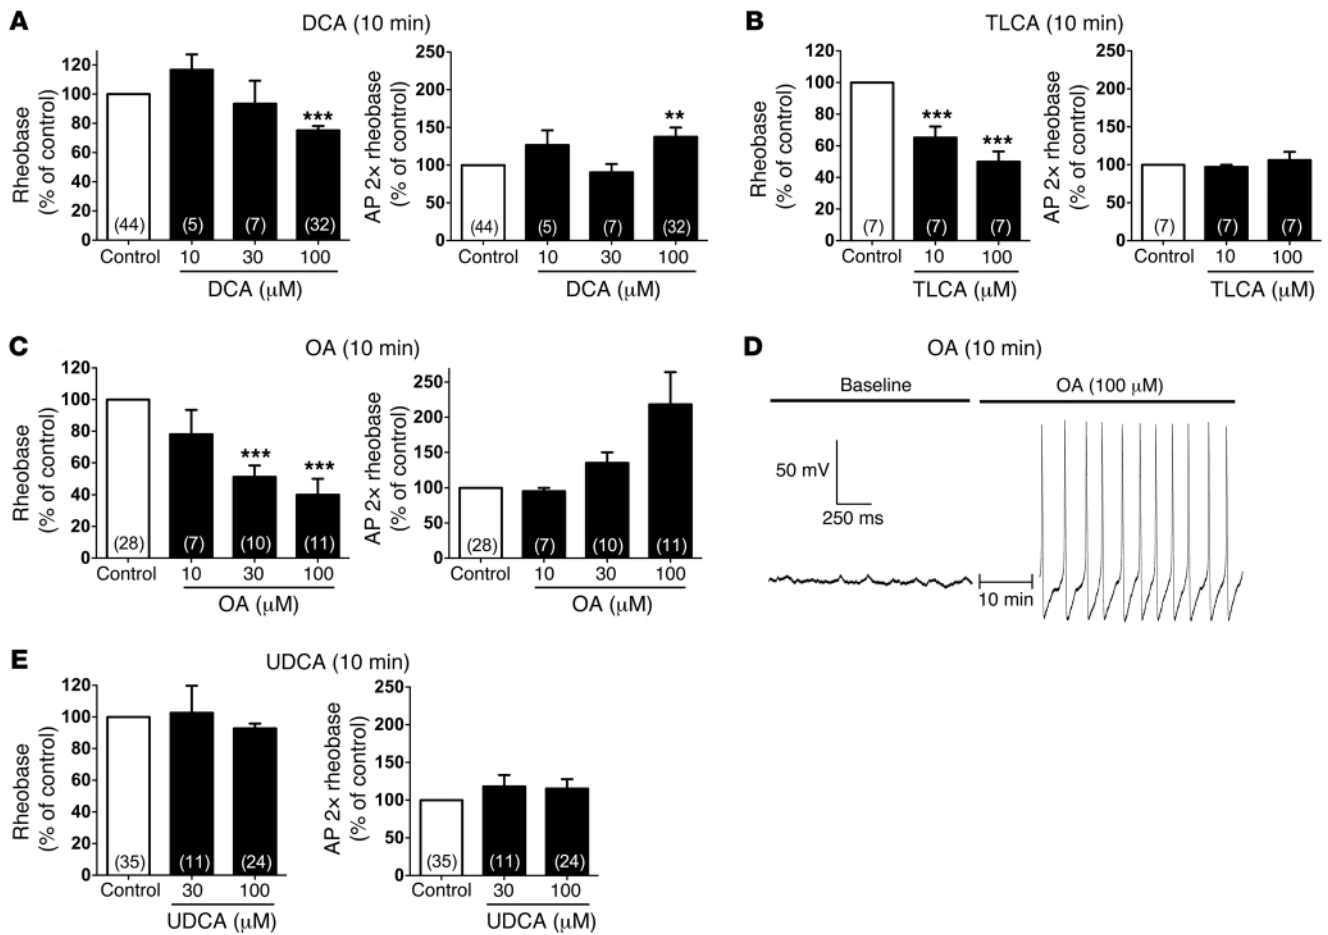 A
DCA (10 min)
Rheobase
(% of control)
120
100
80
60
40
20
0
***
(44)
(5)
(7)
(32)
Control
10
30
100
DCA (μM)
AP 2× rheobase
(% of control)
250
200
150
100
50
0
**
(44)
(5)
(7)
(32)
Control
10
30
100
DCA (μM)
B
TLCA (10 min)
Rheobase
(% of control)
120
100
80
60
40
20
0
***
***
(7)
(7)
(7)
Control
10
100
TLCA (μM)
AP 2× rheobase
(% of control)
250
200
150
100
50
0
(7)
(7)
(7)
Control
10
100
TLCA (μM)
C
OA (10 min)
Rheobase
(% of control)
120
100
80
60
40
20
0
***
***
(28)
(7)
(10)
(11)
Control
10
30
100
OA (μM)
AP 2× rheobase
(% of control)
250
200
150
100
50
0
(28)
(7)
(10)
(11)
Control
10
30
100
OA (μM)
D
OA (10 min)
Baseline
OA (100 μM)
50 mV
250 ms
10 min
E
UDCA (10 min)
Rheobase
(% of control)
120
100
80
60
40
20
0
(35)
(11)
(24)
Control
30
100
UDCA (μM)
AP 2× rheobase
(% of control)
250
200
150
100
50
0
(35)
(11)
(24)
Control
30
100
UDCA (μM)